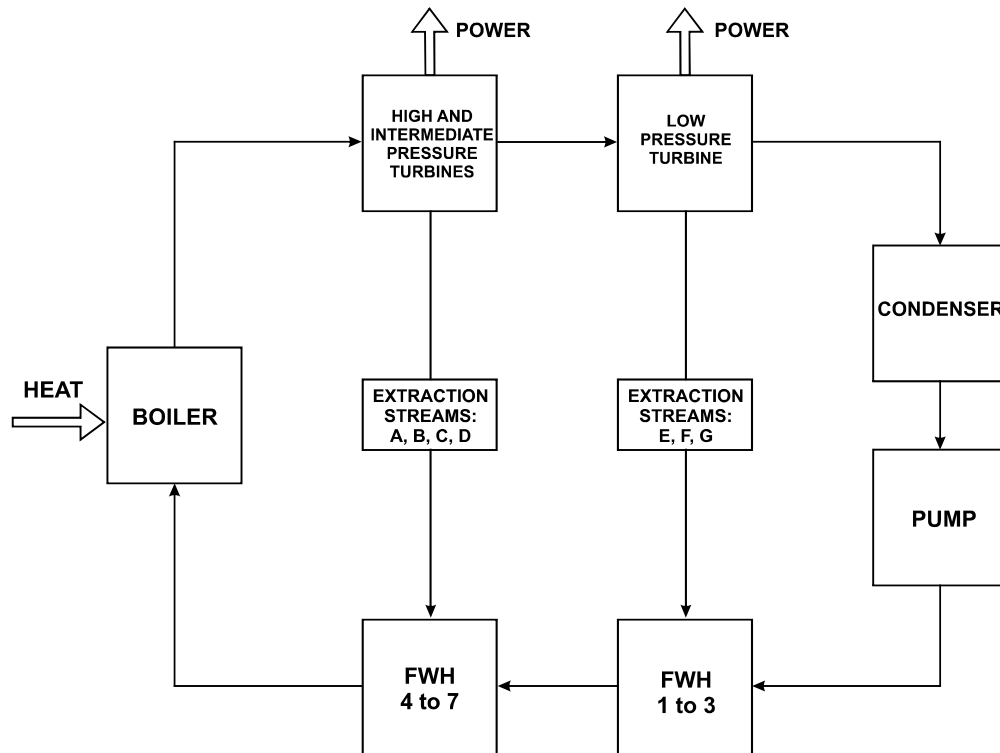 POWER
POWER
HIGH AND
INTERMEDIATE
PRESSURE
TURBINES
LOW
PRESSURE
TURBINE
CONDENSER
HEAT
BOILER
EXTRACTION
STREAMS:
A, B, C, D
EXTRACTION
STREAMS:
E, F, G
PUMP
FWH
4 to 7
FWH
1 to 3